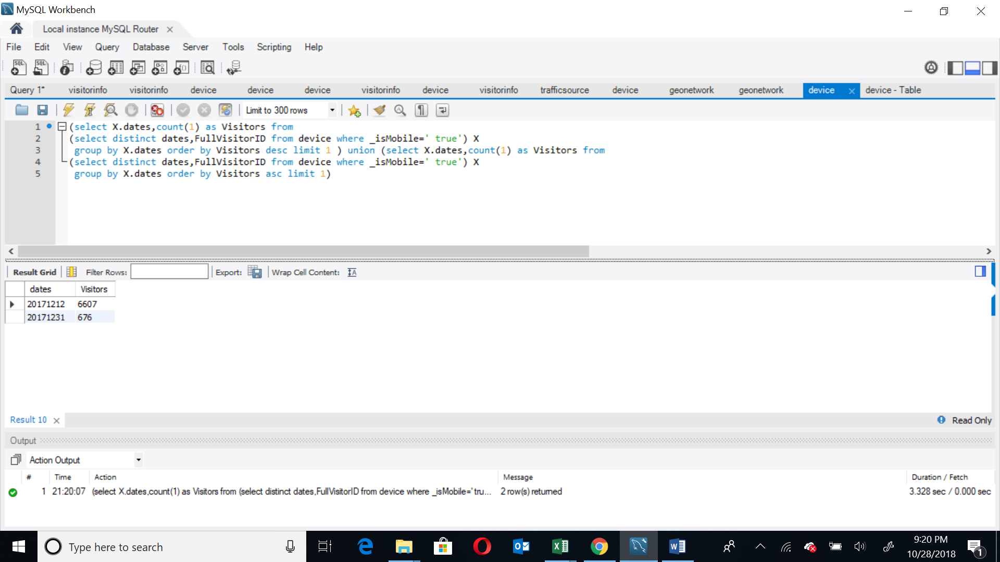 MySQL Workbench
Local instance MySQL Router
File Edit View Query Database Server Tools Scripting Help
Query 1* visitorinfo visitorinfo device device device visitorinfo device visitorinfo trafficsource device geonetwork geonetwork device device - Table
Limit to 300 rows
1 (select X.dates,count(1) as Visitors from
2 (select distinct dates,FullVisitorID from device where _isMobile=' true') X
3 group by X.dates order by Visitors desc limit 1 ) union (select X.dates,count(1) as Visitors from
4 (select distinct dates,FullVisitorID from device where _isMobile=' true') X
5 group by X.dates order by Visitors asc limit 1)
Result Grid Filter Rows: Export: Wrap Cell Content:
dates Visitors
20171212 6607
20171231 676
Result 10 Read Only
Output
Action Output
# Time Action Message Duration / Fetch
1 21:20:07 (select X.dates,count(1) as Visitors from (select distinct dates,FullVisitorID from device where _isMobile=' tru... 2 row(s) returned 3.328 sec / 0.000 sec
Type here to search
9:20 PM
10/28/2018
1